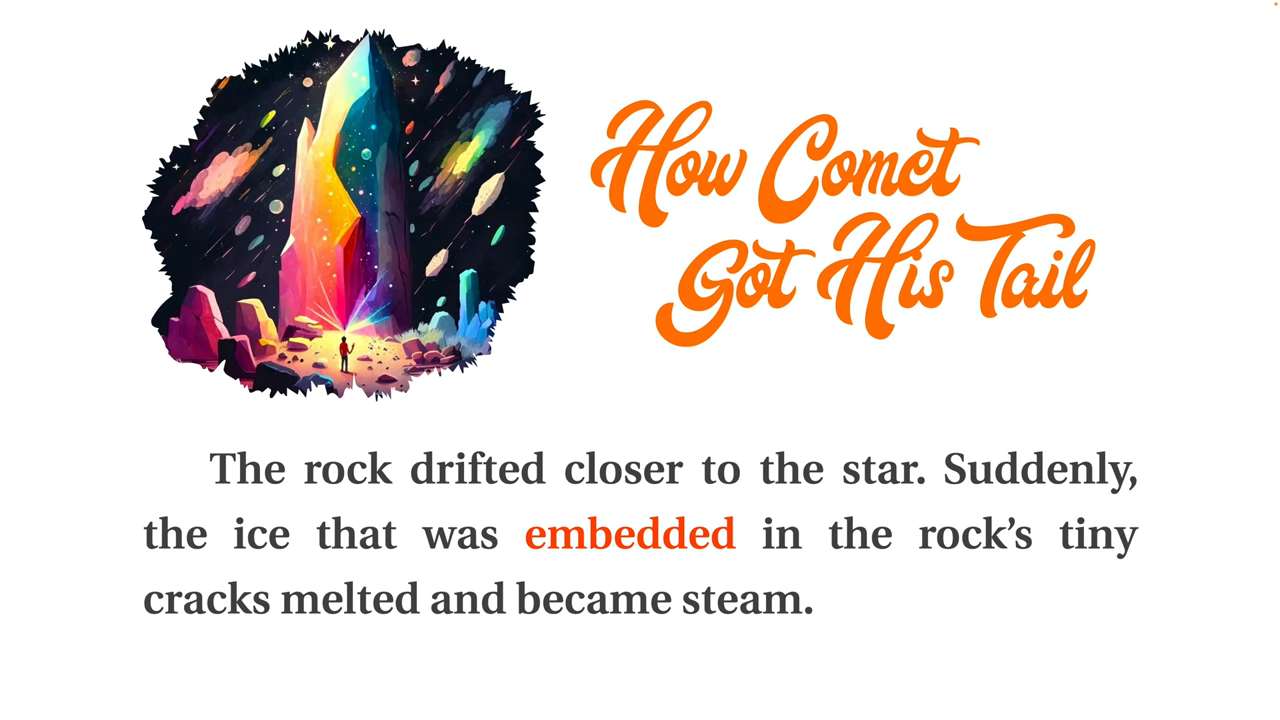 How Comet
Got His Tail
The rock drifted closer to the star. Suddenly,
the ice that was embedded in the rock’s tiny
cracks melted and became steam.